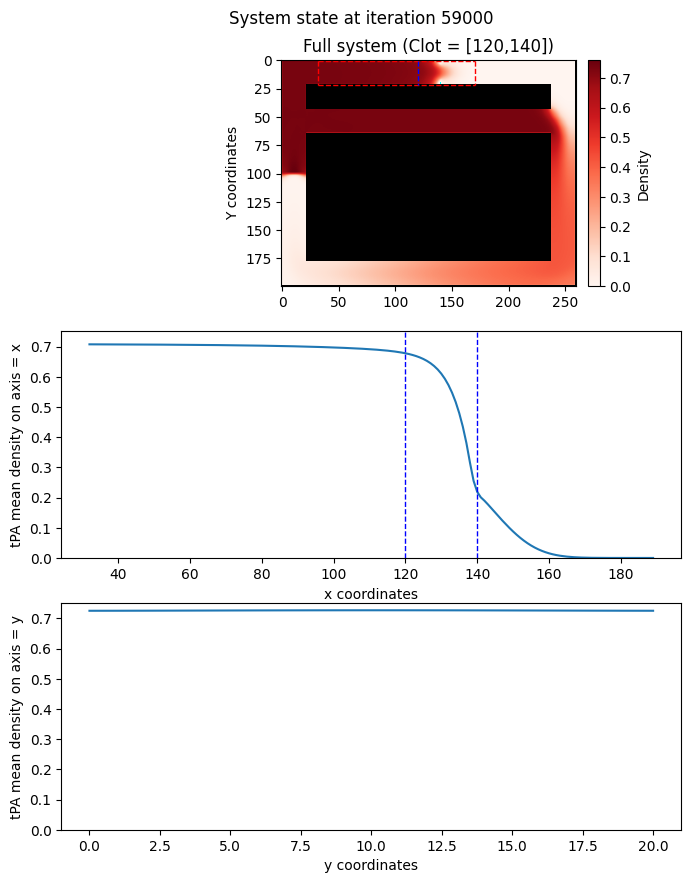 System state at iteration 59000
Full system (Clot = [120,140])
0
25
50
75
100
125
150
175
Y coordinates
0 50 100 150 200 250
0.7
0.6
0.5
0.4
0.3
0.2
0.1
0.0
Density
0.7
0.6
0.5
0.4
0.3
0.2
0.1
0.0
tPA mean density on axis = x
40 60 80 100 120 140 160 180
x coordinates
0.7
0.6
0.5
0.4
0.3
0.2
0.1
0.0
tPA mean density on axis = y
0.0 2.5 5.0 7.5 10.0 12.5 15.0 17.5 20.0
y coordinates